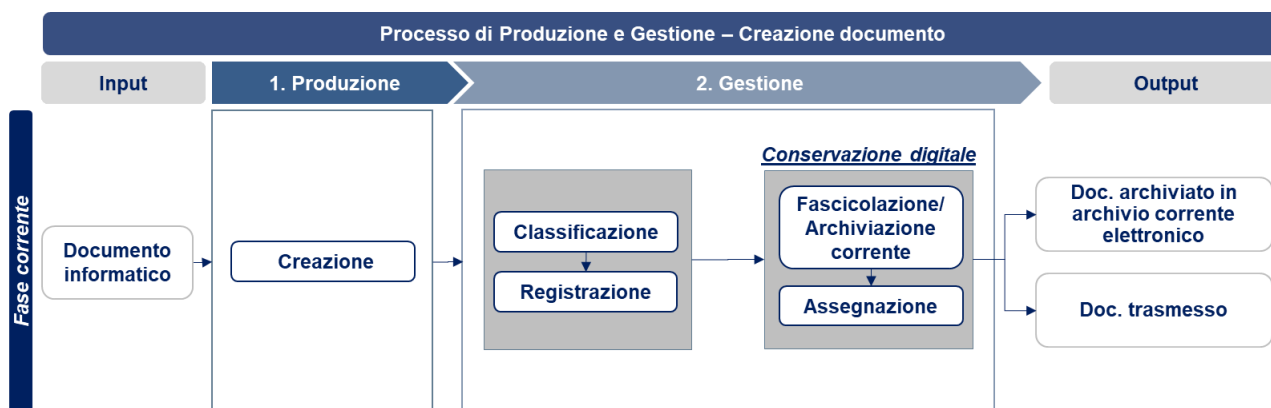 Processo di Produzione e Gestione – Creazione documento
Input
1. Produzione
2. Gestione
Output
Fase corrente
Documento
informatico
Creazione
Classificazione
Registrazione
Conservazione digitale
Fascicolazione/
Archiviazione
corrente
Assegnazione
Doc. archiviato in
archivio corrente
elettronico
Doc. trasmesso